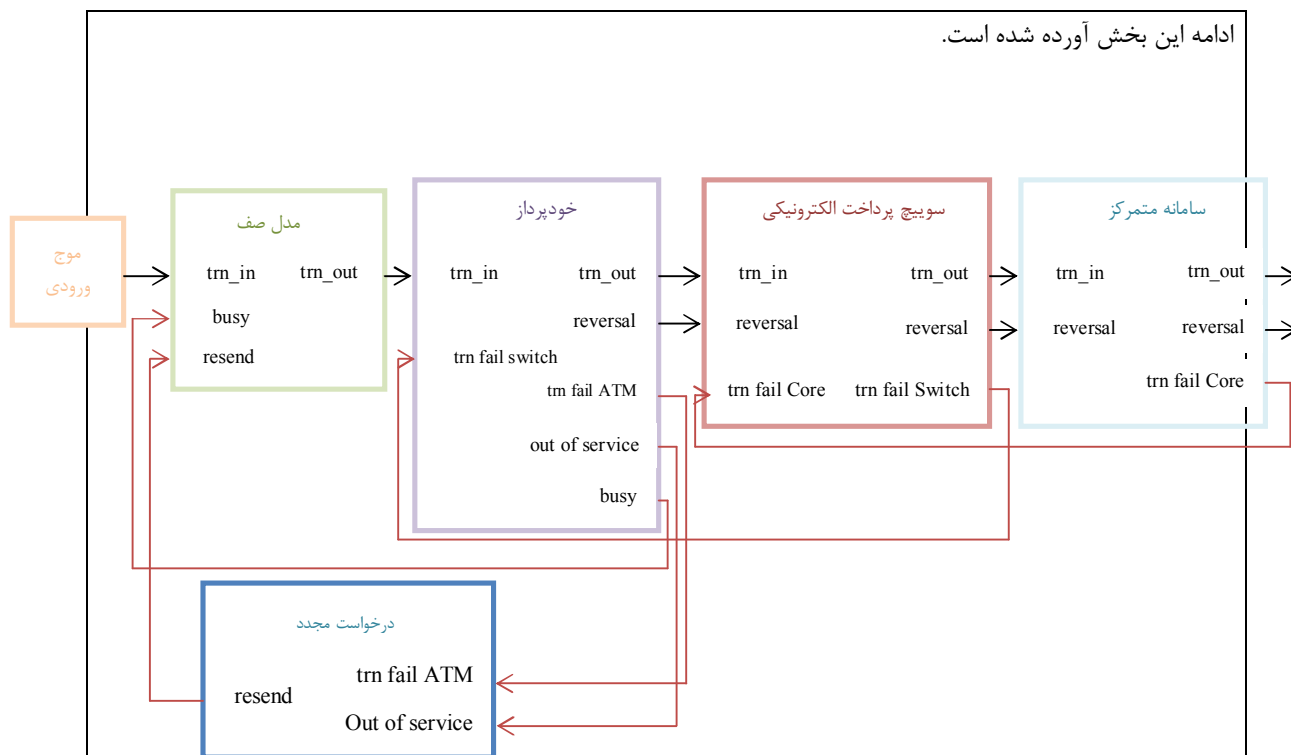 ادامه این بخش آورده شده است.
موج
ورودی
مدل صف
trn_in
trn_out
busy
resend
خودپرداز
trn_in
trn_out
reversal
trn fail switch
trn fail ATM
out of service
busy
سوییچ پرداخت الکترونیکی
trn_in
trn_out
reversal
reversal
trn fail Core
trn fail Switch
سامانه متمرکز
trn_in
trn_out
reversal
reversal
trn fail Core
درخواست مجدد
trn fail ATM
resend
Out of service